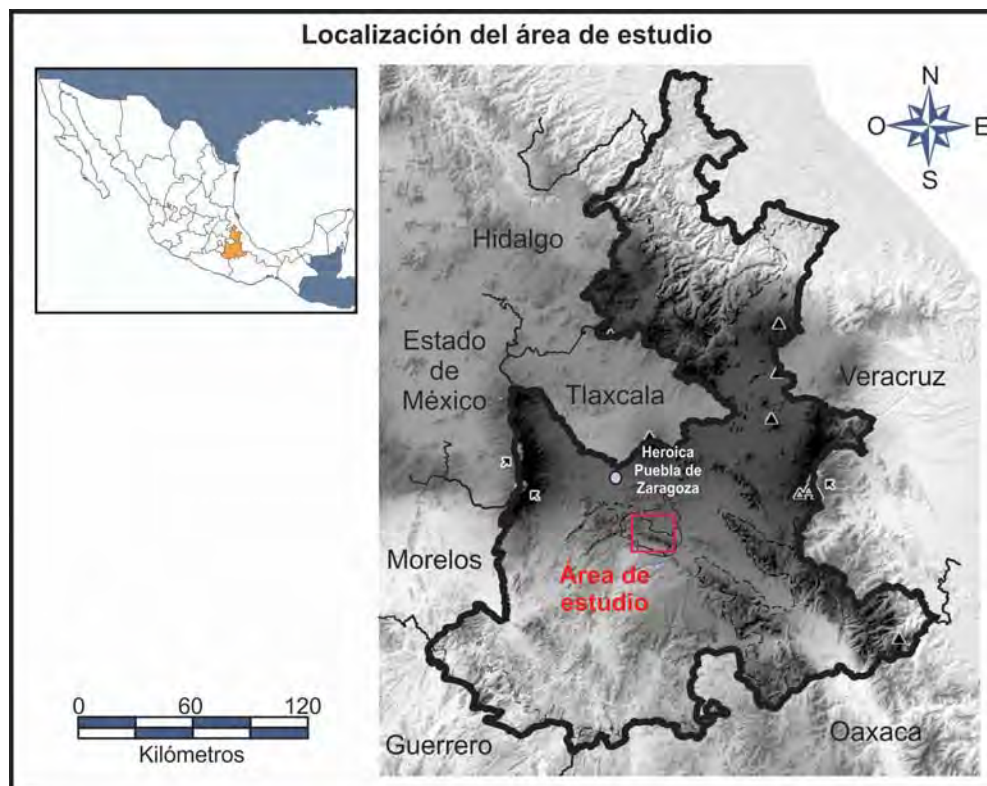 Localización del área de estudio
N
O
E
S
Hidalgo
Estado
de
México
Tlaxcala
Veracruz
Heroica
Puebla de
Zaragoza
Morelos
Área de
estudio
0 60 120
Kilómetros
Guerrero
Oaxaca